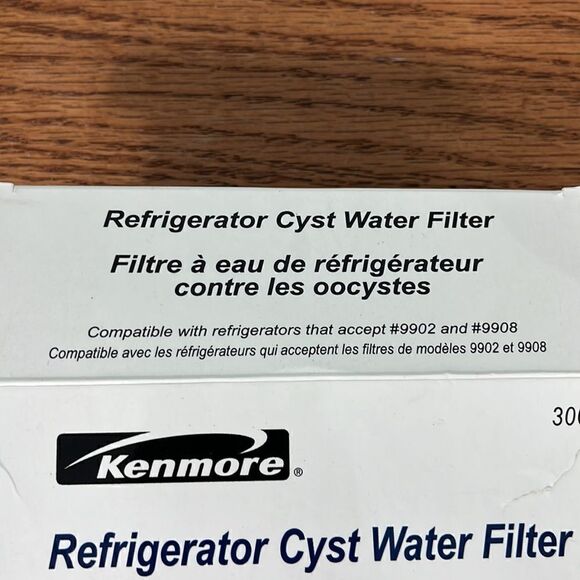 Refrigerator Cyst Water Filter
Filtre à eau de réfrigérateur
contre les oocystes
Compatible with refrigerators that accept #9902 and #9908
Compatible avec les réfrigérateurs qui acceptent les filtres de modèles 9902 et 9908
Kenmore®
Refrigerator Cyst Water Filter